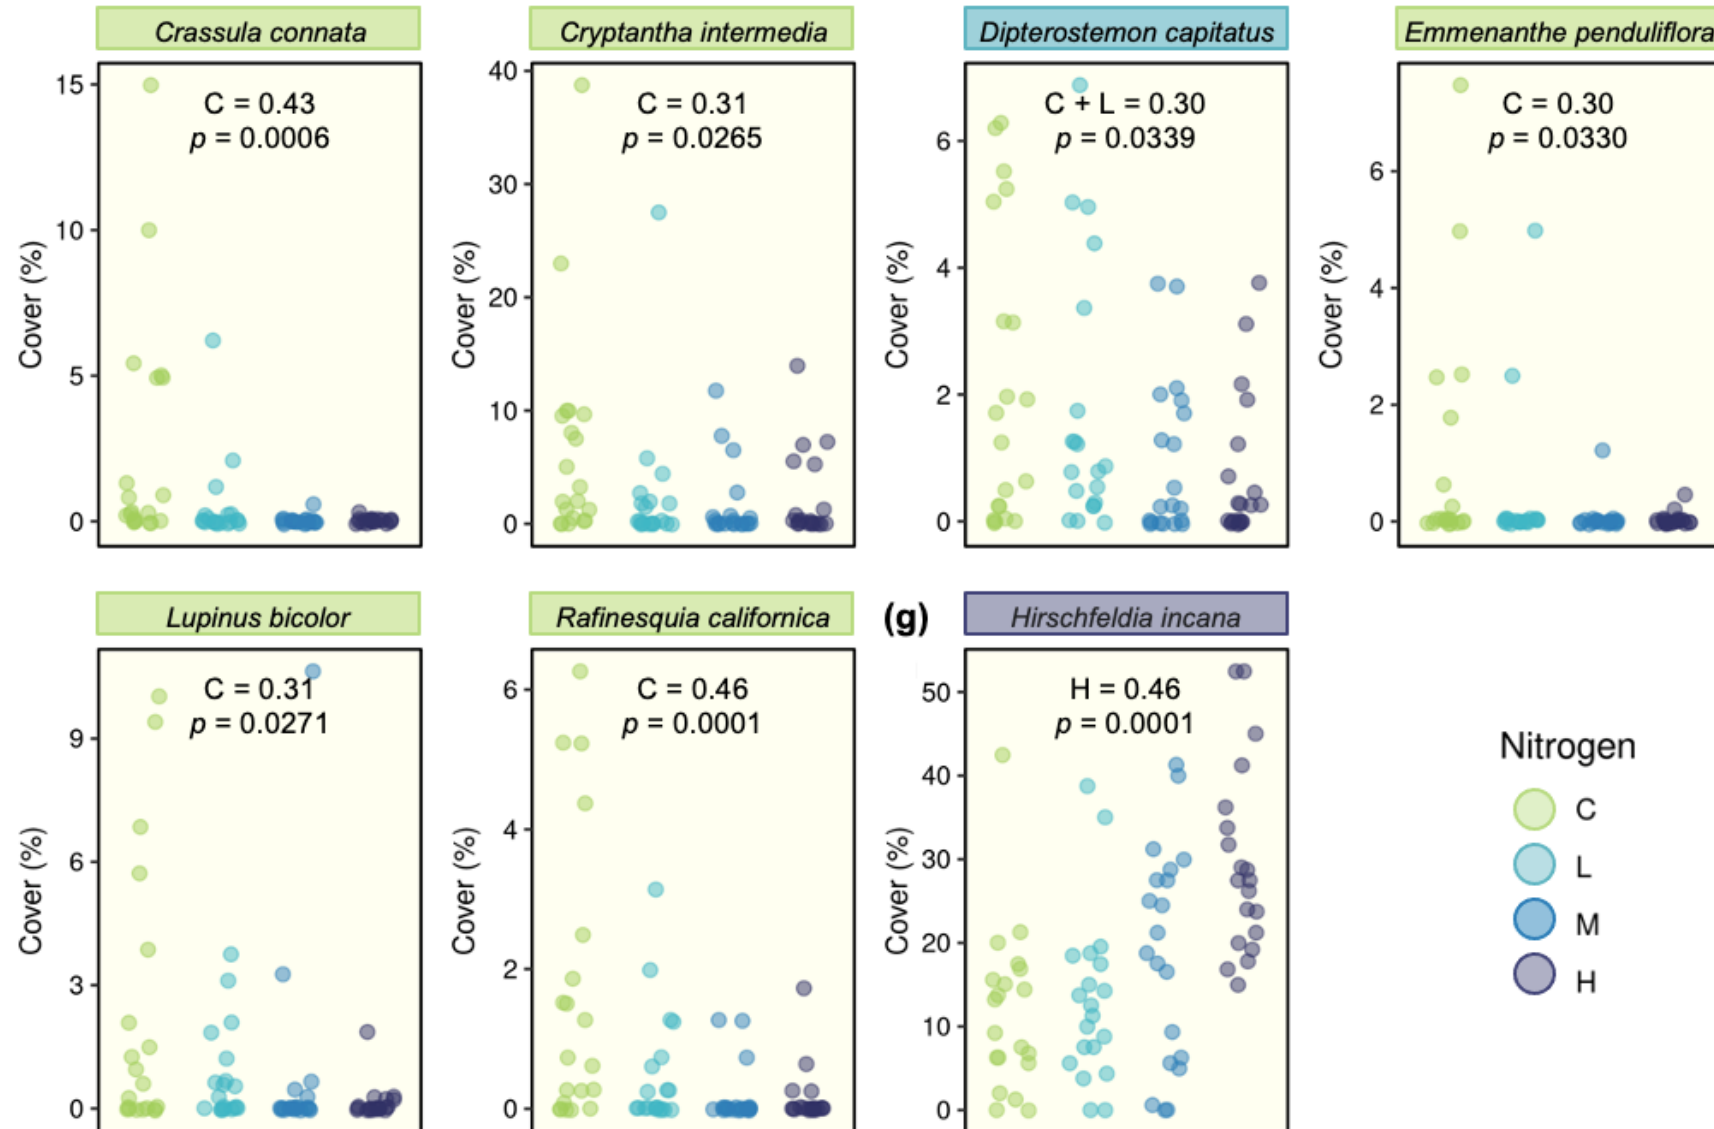 Crassula connata
Cryptantha intermedia
Dipterostemon capitatus
Emmenanthe penduliflora
Cover (%)
15
10
5
0
C = 0.43
p = 0.0006
Cover (%)
40
30
20
10
0
C = 0.31
p = 0.0265
Cover (%)
6
4
2
0
C + L = 0.30
p = 0.0339
Cover (%)
6
4
2
0
C = 0.30
p = 0.0330
Lupinus bicolor
Rafinesquia californica
(g)
Hirschfeldia incana
Cover (%)
9
6
3
0
C = 0.31
p = 0.0271
Cover (%)
6
4
2
0
C = 0.46
p = 0.0001
Cover (%)
50
40
30
20
10
0
H = 0.46
p = 0.0001
Nitrogen
C
L
M
H